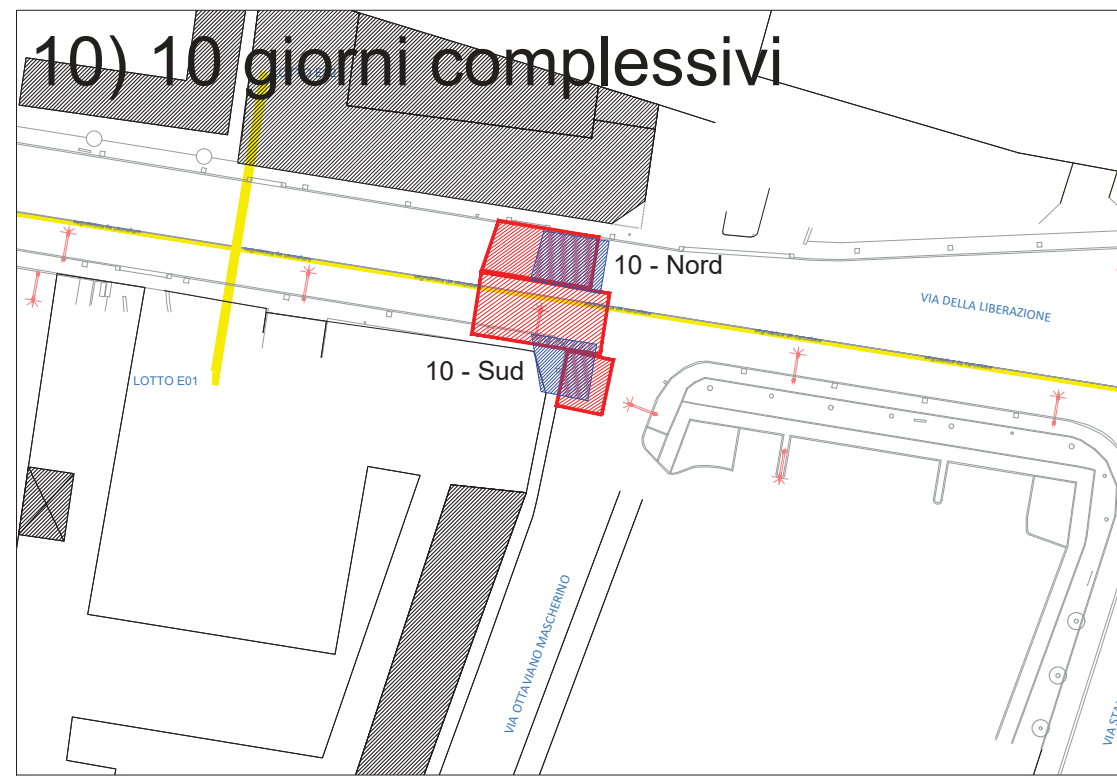 10) 10 giorni complessivi
10 - Nord
VIA DELLA LIBERAZIONE
10 - Sud
LOTTO E01
VIA OTTAVIANO MASCHERINO